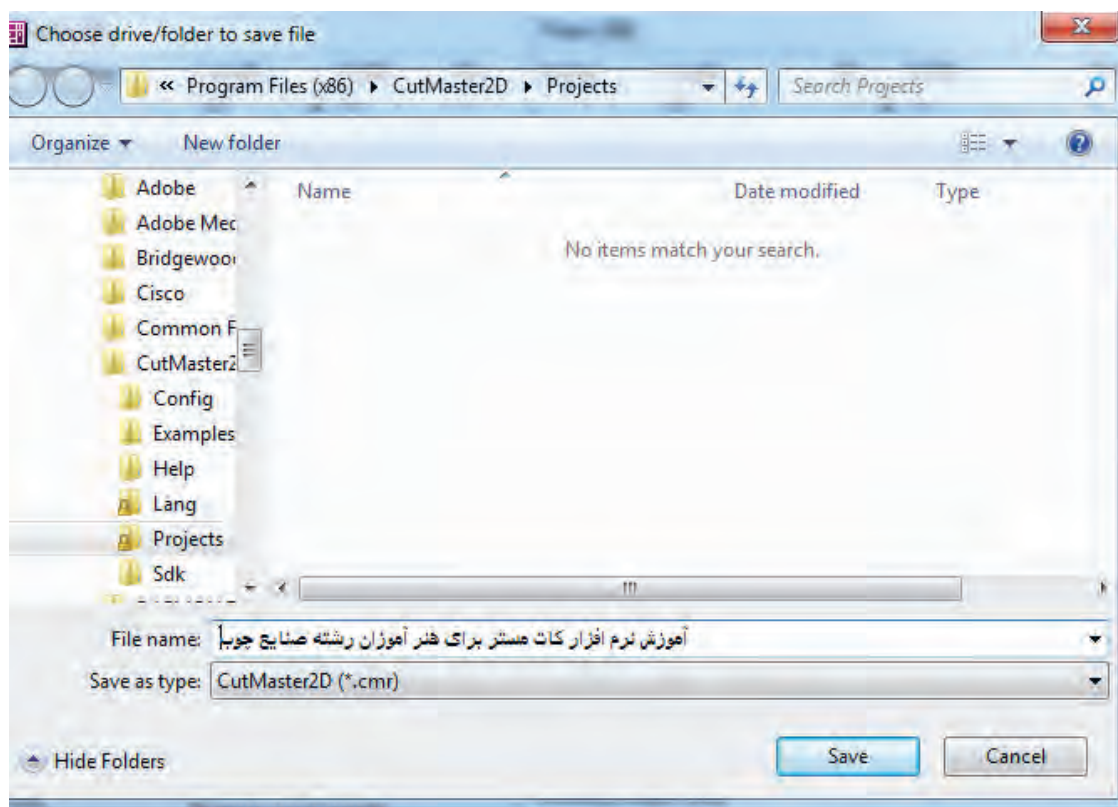 Choose drive/folder to save file
« Program Files (x86) ▸ CutMaster2D ▸ Projects
Search Projects
Organize
New folder
Name
Date modified
Type
No items match your search.
Adobe
Adobe Mec
Bridgewoo
Cisco
Common F
CutMaster2
Config
Examples
Help
Lang
Projects
Sdk
File name:
آموزش نرم افزار کات مستر برای هنر آموزان رشته صنایع چوب
Save as type:
CutMaster2D (*.cmr)
Hide Folders
Save
Cancel